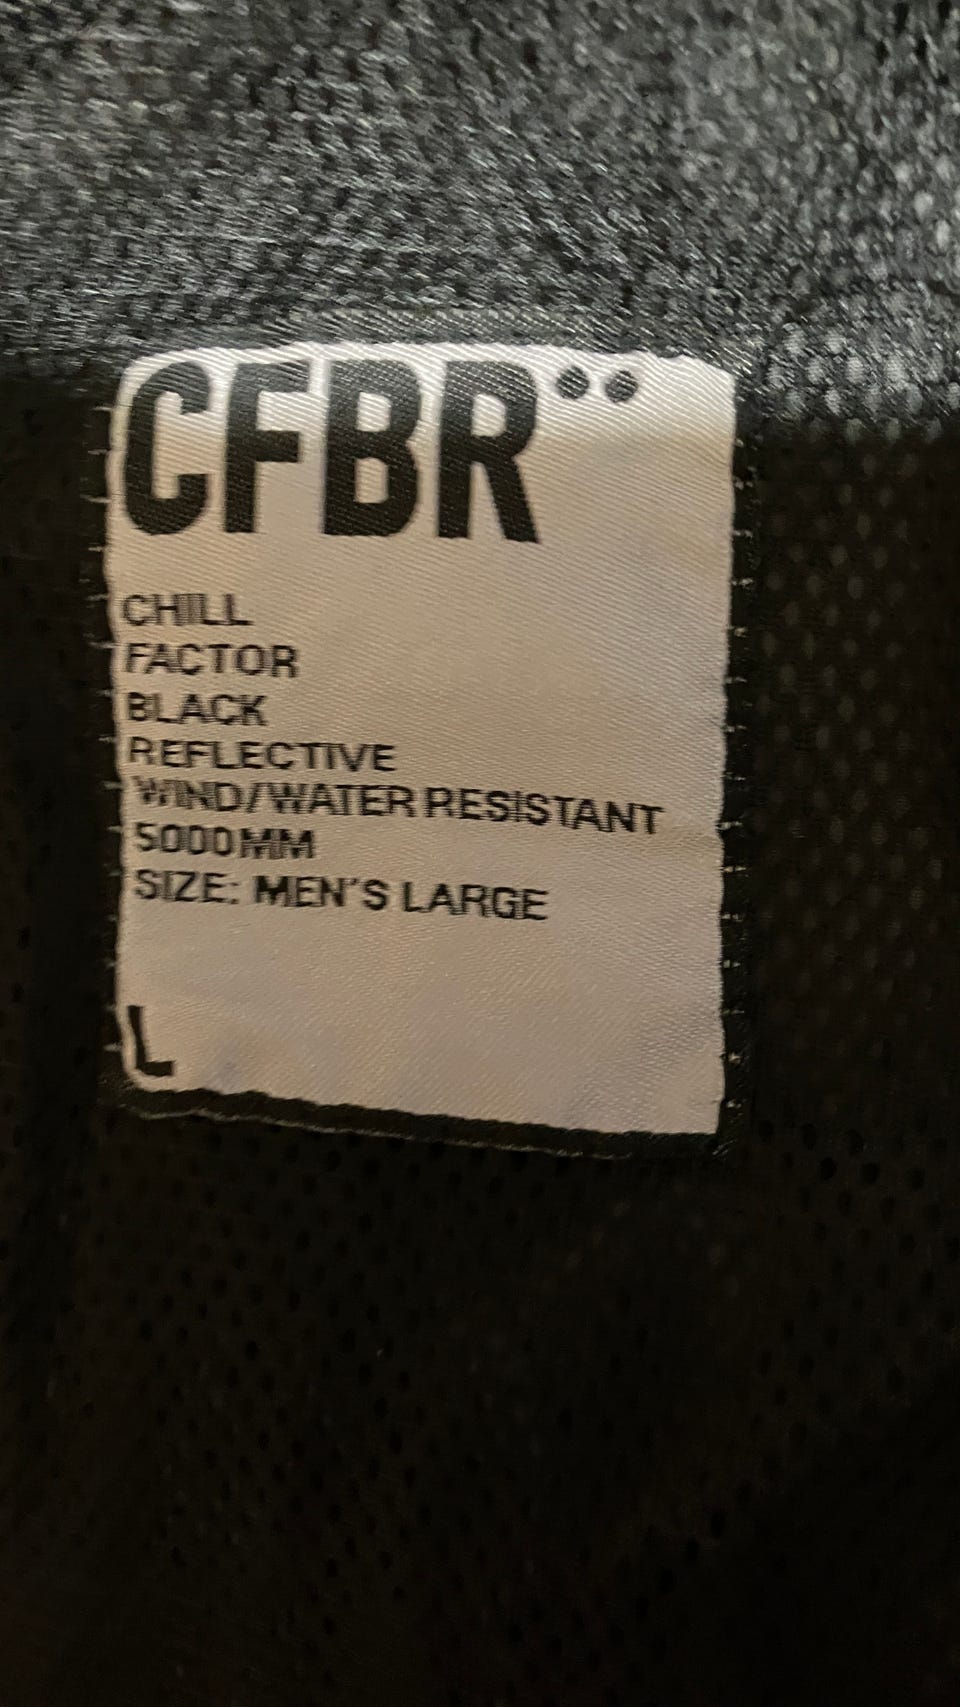 CFBR¨
CHILL
FACTOR
BLACK
REFLECTIVE
WIND/WATER RESISTANT
5000MM
SIZE: MEN'S LARGE
L